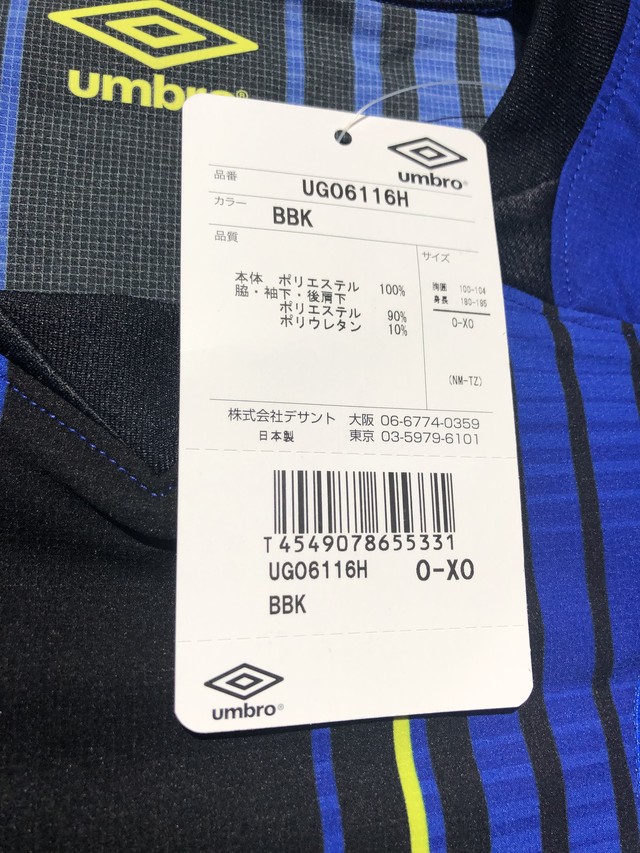 umbro
umbro®
品番 UGO6116H
カラー BBK
品質
サイズ
本体 ポリエステル 100%
脇・袖下・後肩下
ポリエステル 90%
ポリウレタン 10%
胸囲 100-104
身長 180-185
O-XO
(NM-TZ)
株式会社デサント 大阪 06-6774-0359
日本製 東京 03-5979-6101
T4549078655331
UGO6116H O-XO
BBK
umbro®